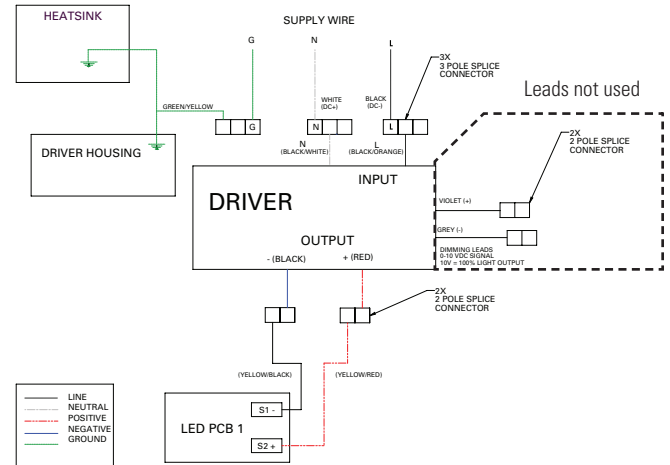 HEATSINK
SUPPLY WIRE
G
N
L
3X
3 POLE SPLICE
CONNECTOR
Leads not used
WHITE
(DC+)
BLACK
(DC-)
GREEN/YELLOW
G
N
L
2X
2 POLE SPLICE
CONNECTOR
DRIVER HOUSING
N
(BLACK/WHITE)
L
(BLACK/ORANGE)
INPUT
DRIVER
VIOLET (+)
GREY (-)
DIMMING LEADS
0-10 VDC SIGNAL
10V = 100% LIGHT OUTPUT
OUTPUT
- (BLACK)
+ (RED)
2X
2 POLE SPLICE
CONNECTOR
(YELLOW/BLACK)
(YELLOW/RED)
LINE
NEUTRAL
POSITIVE
NEGATIVE
GROUND
LED PCB 1
S1 -
S2 +